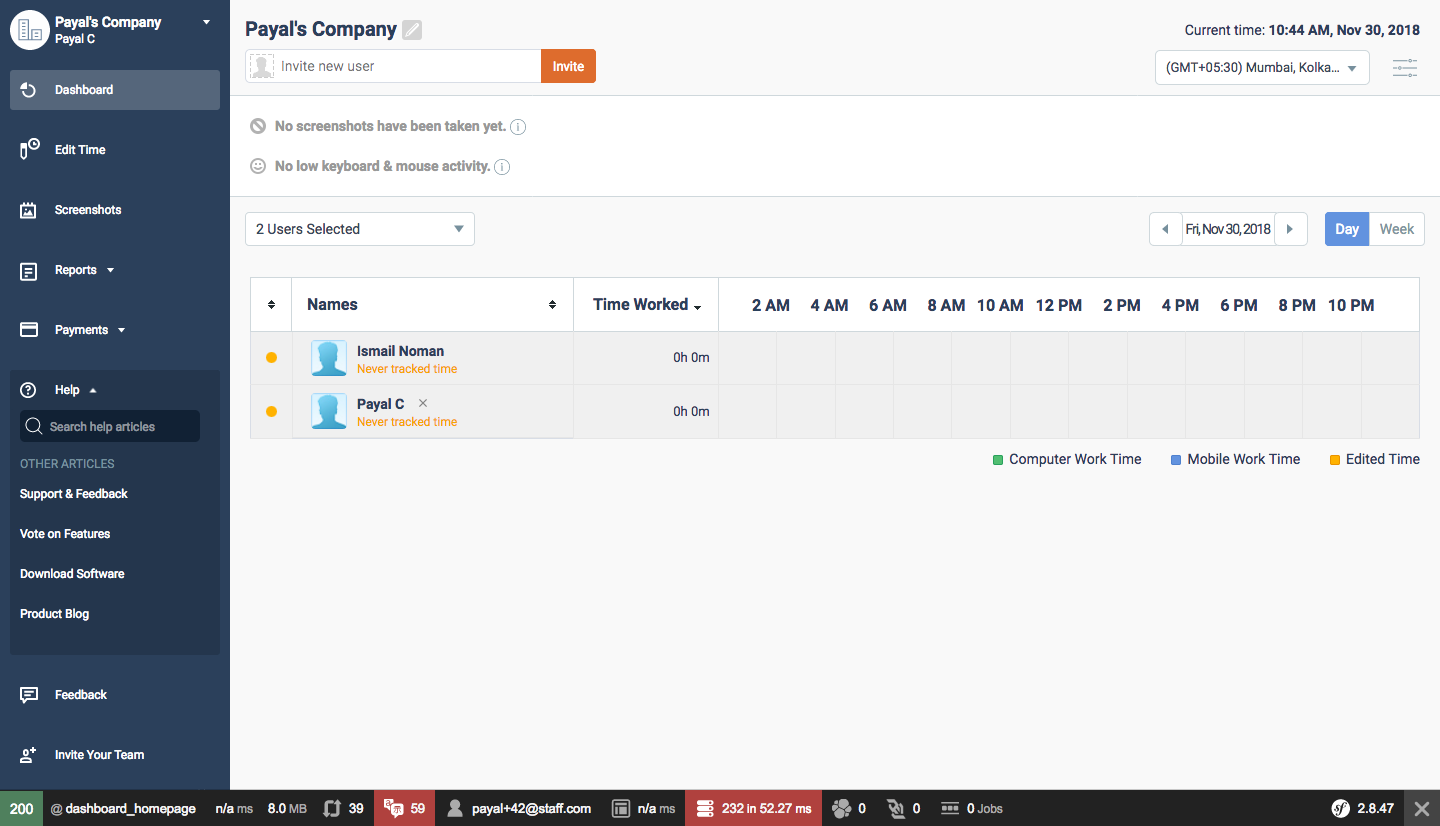 Payal's Company
Payal C
Dashboard
Edit Time
Screenshots
Reports
Payments
Help
Search help articles
OTHER ARTICLES
Support & Feedback
Vote on Features
Download Software
Product Blog
Feedback
Invite Your Team
Payal's Company
Current time: 10:44 AM, Nov 30, 2018
Invite new user Invite
(GMT+05:30) Mumbai, Kolka...
No screenshots have been taken yet.
No low keyboard & mouse activity.
2 Users Selected
Fri, Nov 30, 2018
Day Week
Names Time Worked 2 AM 4 AM 6 AM 8 AM 10 AM 12 PM 2 PM 4 PM 6 PM 8 PM 10 PM
Ismail Noman
Never tracked time
0h 0m
Payal C
Never tracked time
0h 0m
Computer Work Time Mobile Work Time Edited Time
200 @ dashboard_homepage n/a ms 8.0 MB 39 59 payal+42@staff.com n/a ms 232 in 52.27 ms 0 0 0 Jobs sf 2.8.47